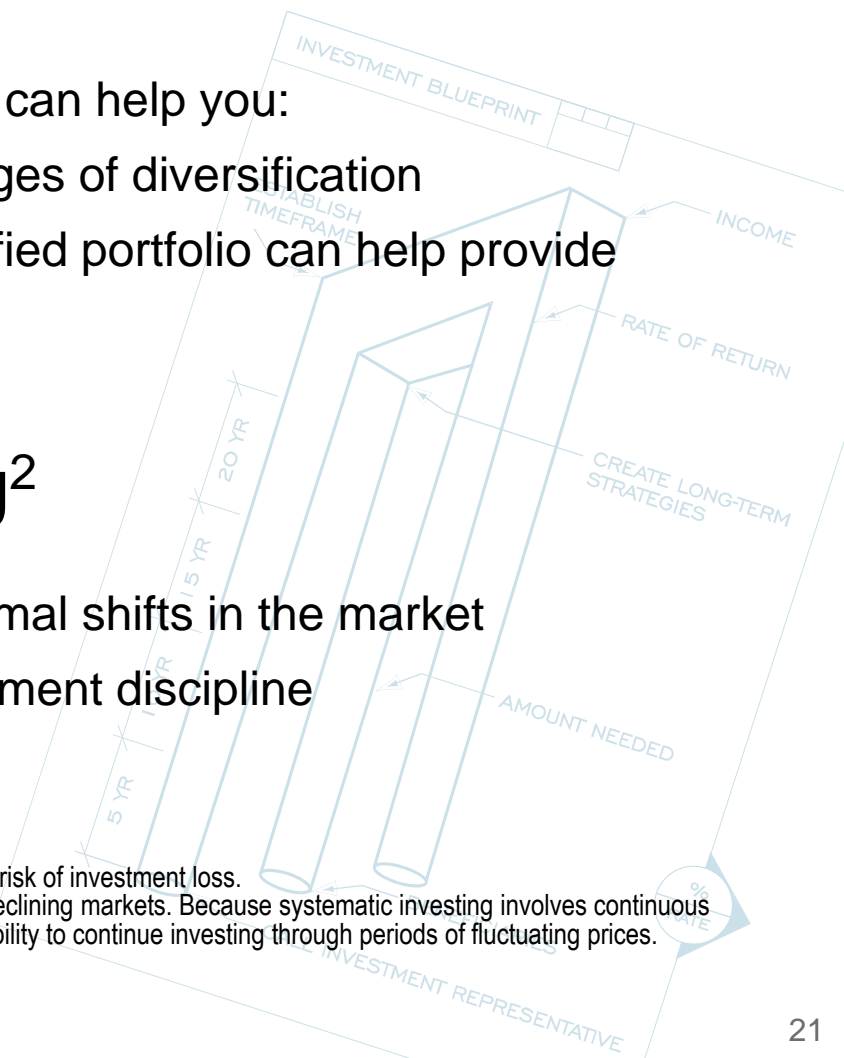 can help you:
ges of diversification
fied portfolio can help provide
g2
mal shifts in the market
ment discipline
risk of investment loss.
eclining markets. Because systematic investing involves continuous
bility to continue investing through periods of fluctuating prices.
21
INVESTMENT BLUEPRINT
ESTABLISH
TIMEFRAME
INCOME
RATE OF RETURN
CREATE LONG-TERM
STRATEGIES
AMOUNT NEEDED
20 YR
15 YR
YR
5 YR
%
RATE
INVESTMENT REPRESENTATIVE